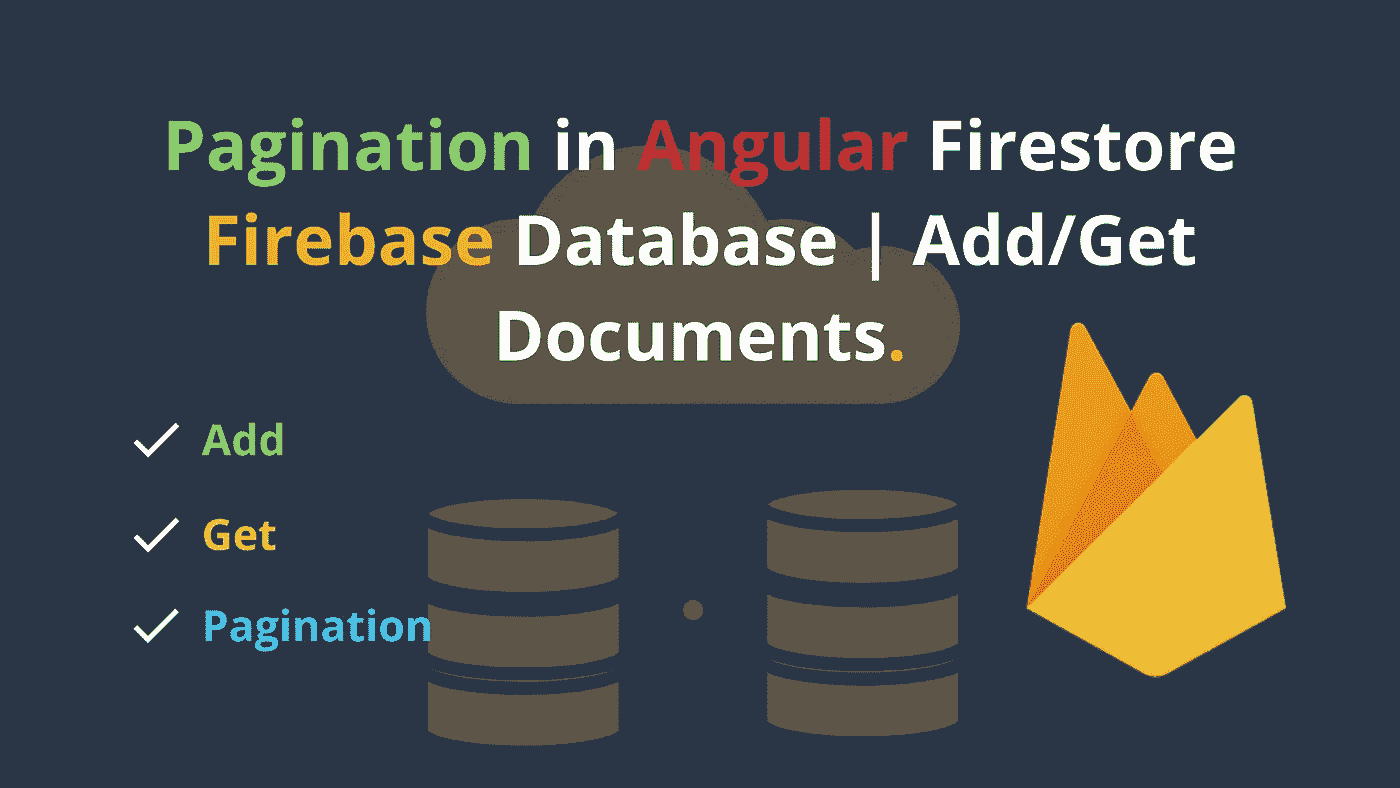 Pagination in Angular Firestore
Firebase Database | Add/Get
Documents.
Add
Get
Pagination